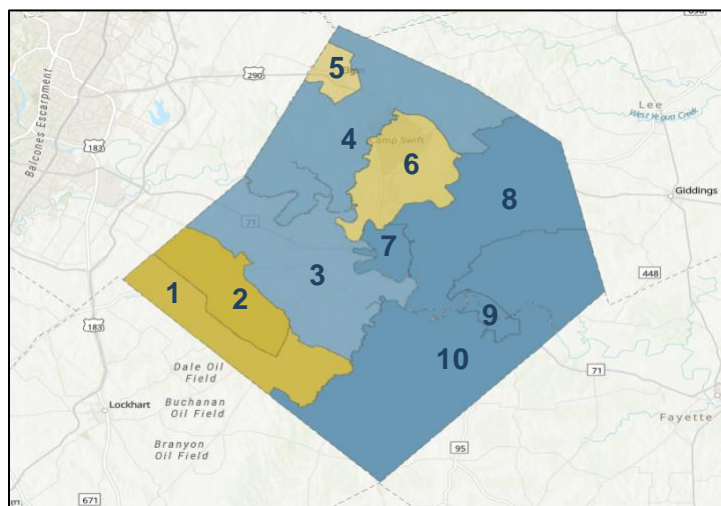 5
290
Lee
West Yegua Creek
4
Camp Swift
183
Balcones Escarpment
6
8
Giddings
71
7
3
448
1
2
9
183
10
Dale Oil
Field
71
Lockhart
Buchanan
Oil Field
Fayette
Branyon
Oil Field
95
671